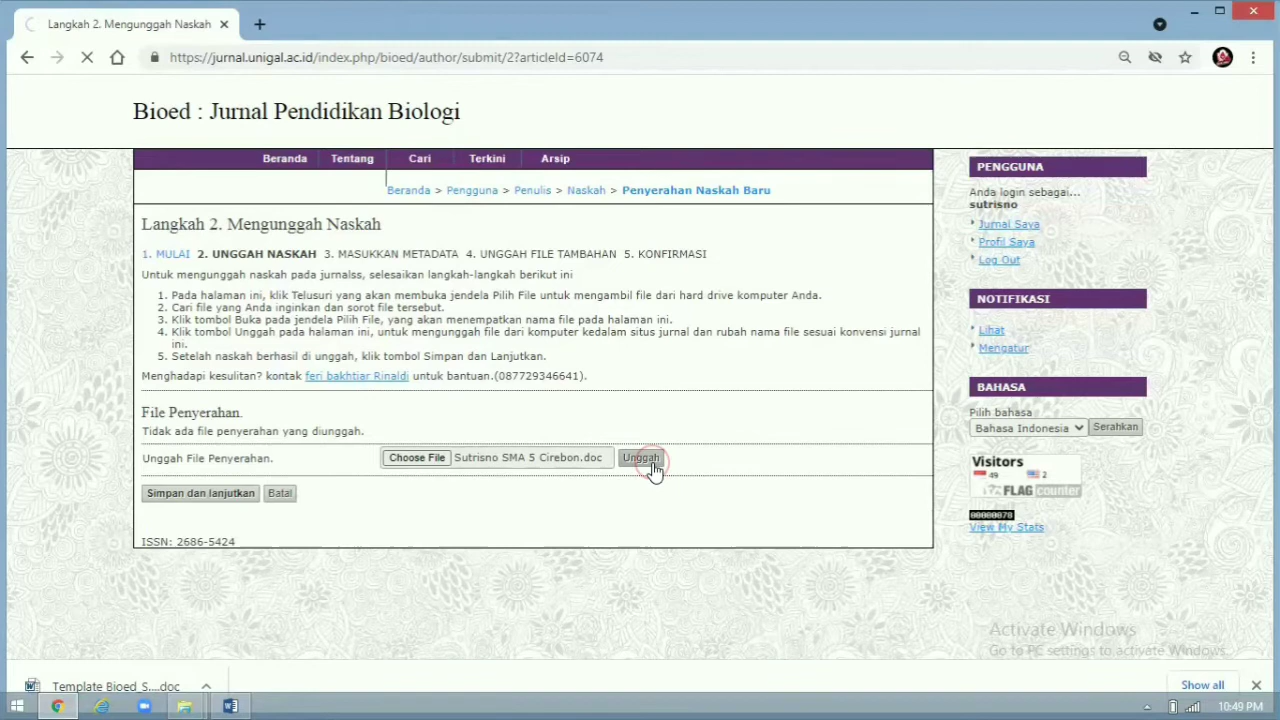 Langkah 2. Mengunggah Naskah
https://jurnal.unigal.ac.id/index.php/bioed/author/submit/2?articleId=6074
Bioed : Jurnal Pendidikan Biologi
Beranda Tentang Cari Terkini Arsip
Beranda > Pengguna > Penulis > Naskah > Penyerahan Naskah Baru
Langkah 2. Mengunggah Naskah
1. MULAI 2. UNGGAH NASKAH 3. MASUKKAN METADATA 4. UNGGAH FILE TAMBAHAN 5. KONFIRMASI
Untuk mengunggah naskah pada jurnalss, selesaikan langkah-langkah berikut ini
1. Pada halaman ini, klik Telusuri yang akan membuka jendela Pilih File untuk mengambil file dari hard drive komputer Anda.
2. Cari file yang Anda inginkan dan sorot file tersebut.
3. Klik tombol Buka pada jendela Pilih File, yang akan menempatkan nama file pada halaman ini.
4. Klik tombol Unggah pada halaman ini, untuk mengunggah file dari komputer kedalam situs jurnal dan rubah nama file sesuai konvensi jurnal
ini.
5. Setelah naskah berhasil di unggah, klik tombol Simpan dan Lanjutkan.
Menghadapi kesulitan? kontak feri bakhtiar Rinaldi untuk bantuan.(087729346641).
File Penyerahan.
Tidak ada file penyerahan yang diunggah.
Unggah File Penyerahan. Choose File Sutrisno SMA 5 Cirebon.doc Unggah
Simpan dan lanjutkan Batal
ISSN: 2686-5424
PENGGUNA
Anda login sebagai...
sutrisno
Jurnal Saya
Profil Saya
Log Out
NOTIFIKASI
Lihat
Mengatur
BAHASA
Pilih bahasa
Bahasa Indonesia Serahkan
Visitors
49 2
FLAG counter
00000070
View My Stats
Activate Windows
Go to PC settings to activate Windows.
Template Bioed_S....doc
Show all
10:49 PM